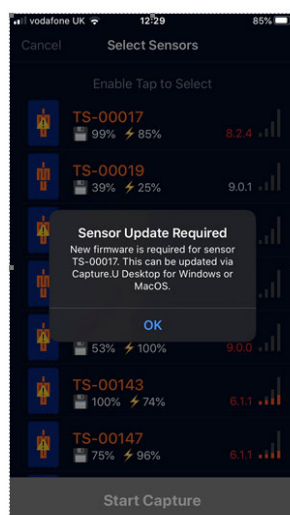 vodafone UK 12:29 85%
Cancel Select Sensors
Enable Tap to Select
TS-00017
99% 85% 8.2.4
TS-00019
39% 25% 9.0.1
Sensor Update Required
New firmware is required for sensor
TS-00017. This can be updated via
Capture.U Desktop for Windows or
MacOS.
OK
53% 100% 9.0.0
TS-00143
100% 74% 6.1.1
TS-00147
75% 96% 6.1.1
Start Capture